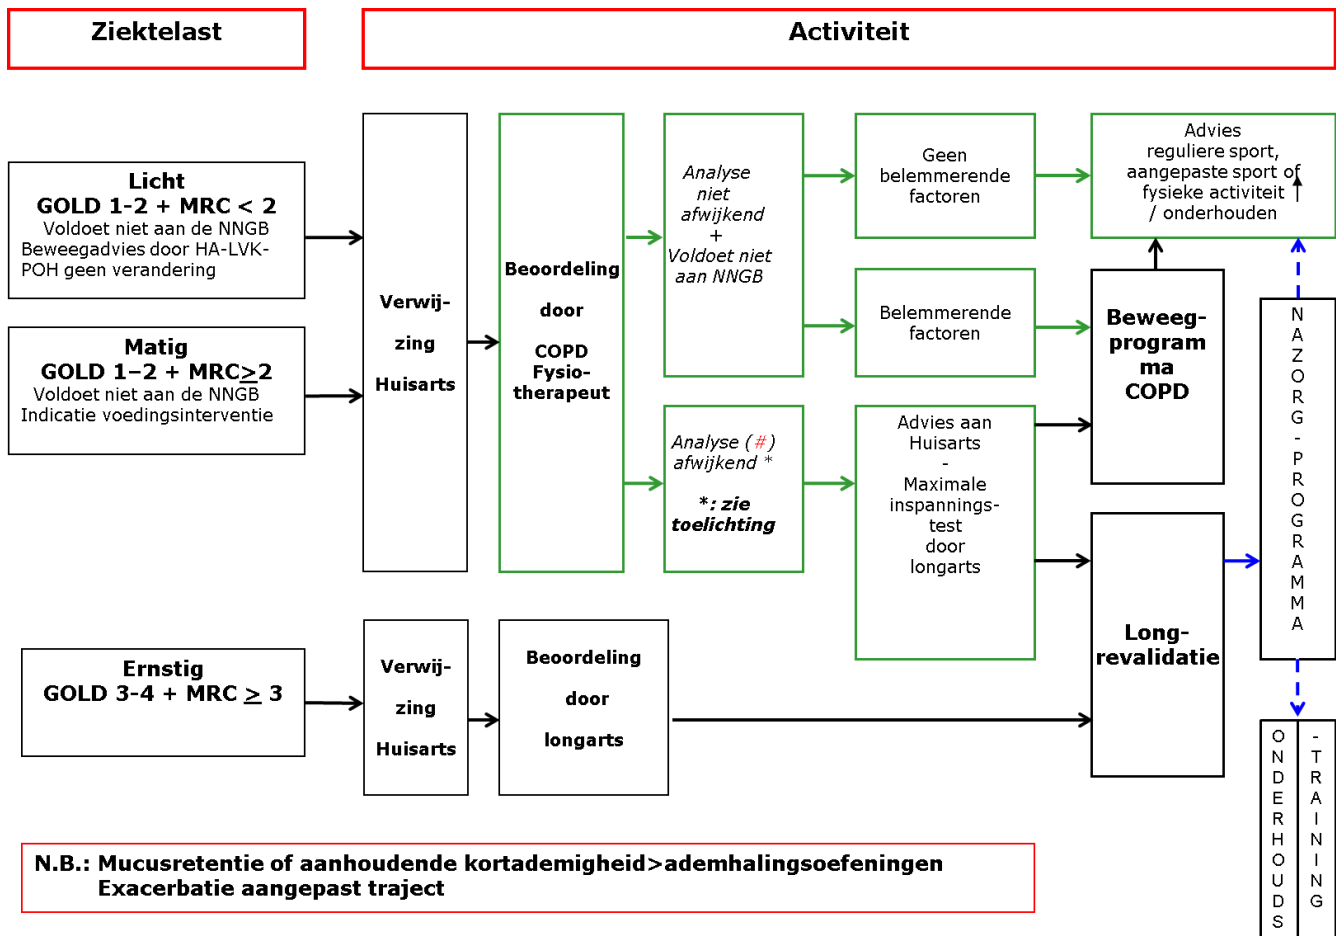 Ziektelast
Activiteit
Licht
GOLD 1-2 + MRC < 2
Voldoet niet aan de NNGB
Beweegadvies door HA-LVK-
POH geen verandering
Matig
GOLD 1–2 + MRC≥2
Voldoet niet aan de NNGB
Indicatie voedingsinterventie
Verwij-
zing
Huisarts
Beoordeling
door
COPD
Fysio-
therapeut
Analyse
niet
afwijkend
+
Voldoet niet
aan NNGB
Analyse (#)
afwijkend *
*: zie
toelichting
Geen
belemmerende
factoren
Belemmerende
factoren
Advies aan
Huisarts
-
Maximale
inspannings-
test
door
longarts
Advies
reguliere sport,
aangepaste sport of
fysieke activiteit
/ onderhouden
Beweeg-
program
ma
COPD
Long-
revalidatie
NAZORG-PROGRAMMA
ONDERHOUDS
-TRAINING
Ernstig
GOLD 3-4 + MRC ≥ 3
Verwij-
zing
Huisarts
Beoordeling
door
longarts
N.B.: Mucusretentie of aanhoudende kortademigheid>ademhalingsoefeningen
Exacerbatie aangepast traject